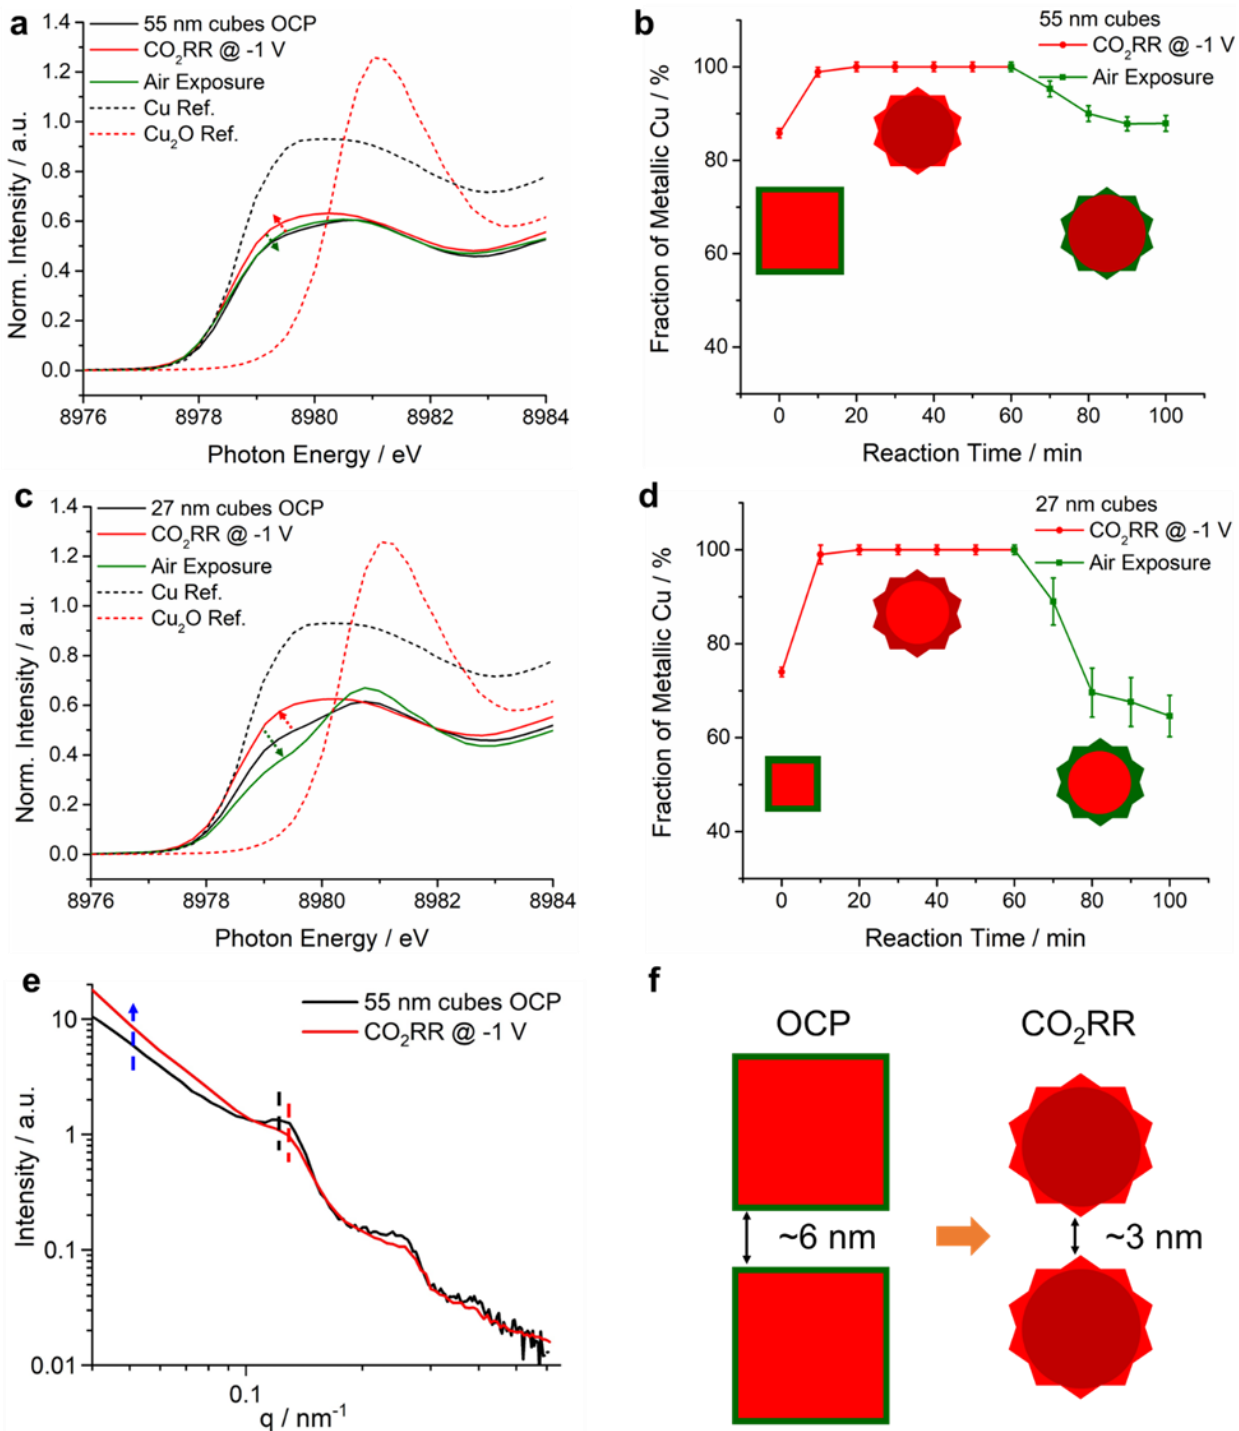 a
1.4
1.2
1.0
0.8
0.6
0.4
0.2
0.0
Norm. Intensity / a.u.
55 nm cubes OCP
CO₂RR @ -1 V
Air Exposure
Cu Ref.
Cu₂O Ref.
8976 8978 8980 8982 8984
Photon Energy / eV
b
100
80
60
40
Fraction of Metallic Cu / %
55 nm cubes
CO₂RR @ -1 V
Air Exposure
0 20 40 60 80 100
Reaction Time / min
c
1.4
1.2
1.0
0.8
0.6
0.4
0.2
0.0
Norm. Intensity / a.u.
27 nm cubes OCP
CO₂RR @ -1 V
Air Exposure
Cu Ref.
Cu₂O Ref.
8976 8978 8980 8982 8984
Photon Energy / eV
d
100
80
60
40
Fraction of Metallic Cu / %
27 nm cubes
CO₂RR @ -1 V
Air Exposure
0 20 40 60 80 100
Reaction Time / min
e
10
1
0.1
0.01
Intensity / a.u.
55 nm cubes OCP
CO₂RR @ -1 V
0.1
q / nm⁻¹
f
OCP CO₂RR
~6 nm ~3 nm